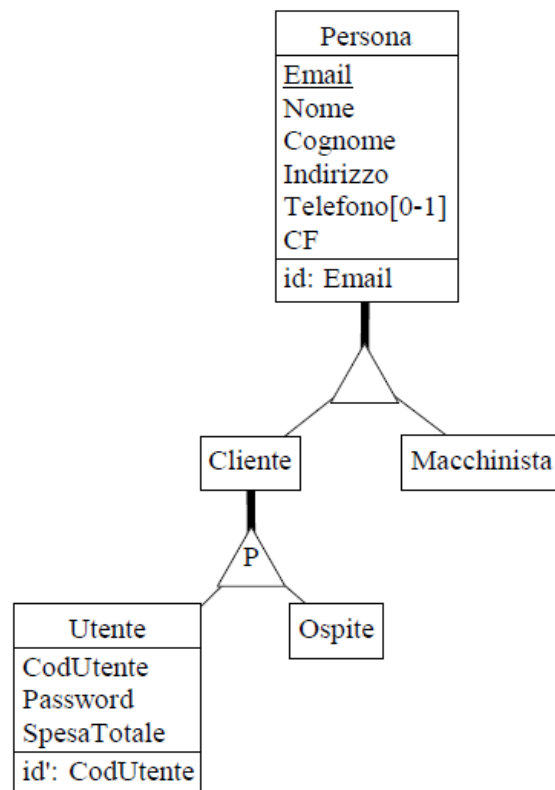 Persona
Email
Nome
Cognome
Indirizzo
Telefono[0-1]
CF
id: Email
Cliente
Macchinista
P
Utente
CodUtente
Password
SpesaTotale
id': CodUtente
Ospite